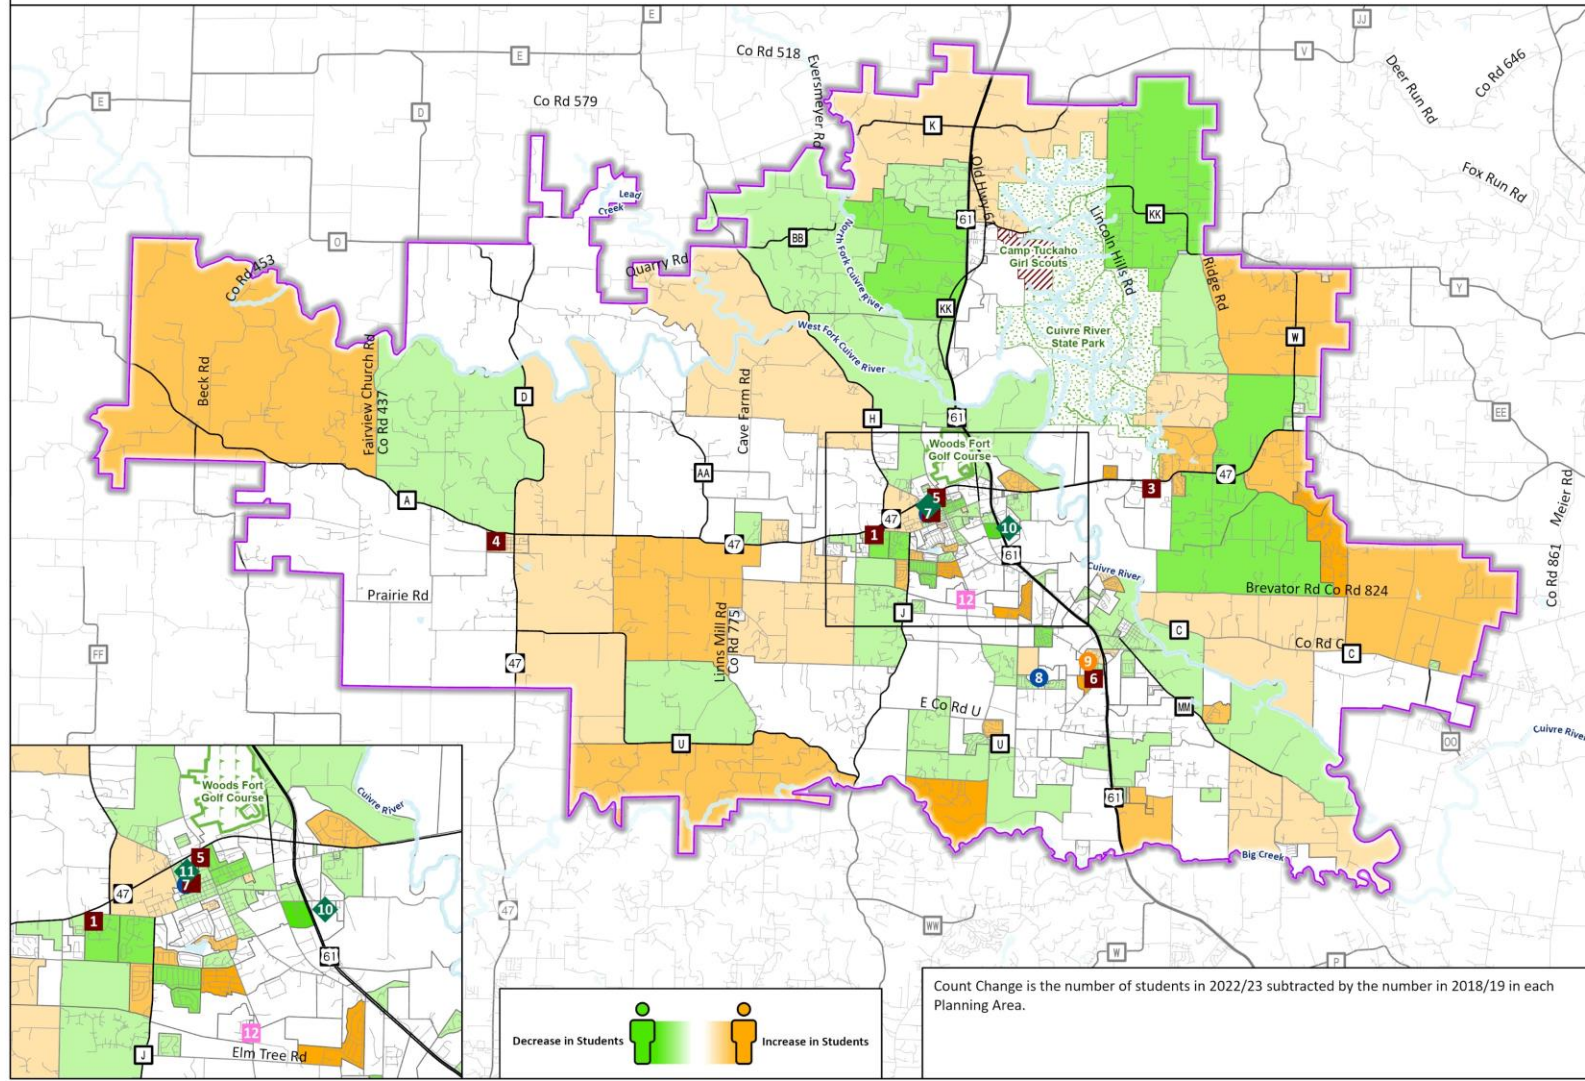 E
JJ
Co Rd 518
V
E
Eversmeyer Rd
Deer Run Rd
Co Rd 646
E
Co Rd 579
D
K
Old Hwy 61
Fox Run Rd
Lead
Creek
Lincoln Hills Rd
KK
61
O
BB
North Fork Cuivre River
Camp Tuckaho
Girl Scouts
Quarry Rd
Co Rd 453
Ridge Rd
Y
KK
West Fork Cuivre River
Cuivre River
State Park
W
Fairview Church Rd
Co Rd 437
Beck Rd
D
Cave Farm Rd
H
61
EE
Woods Fort
Golf Course
AA
47
3
Meier Rd
A
5
7
47
1
10
4
47
61
Cuivre River
Co Rd 861
Prairie Rd
12
Brevator Rd Co Rd 824
J
Linns Mill Rd
Co Rd 775
C
Co Rd C
C
FF
47
9
8
6
E Co Rd U
MM
U
U
OO
Cuivre River
61
Big Creek
47
WW
W
P
Woods Fort
Golf Course
Cuivre River
5
11
7
47
1
10
61
12
J
Elm Tree Rd
Decrease in Students
Increase in Students
Count Change is the number of students in 2022/23 subtracted by the number in 2018/19 in each
Planning Area.